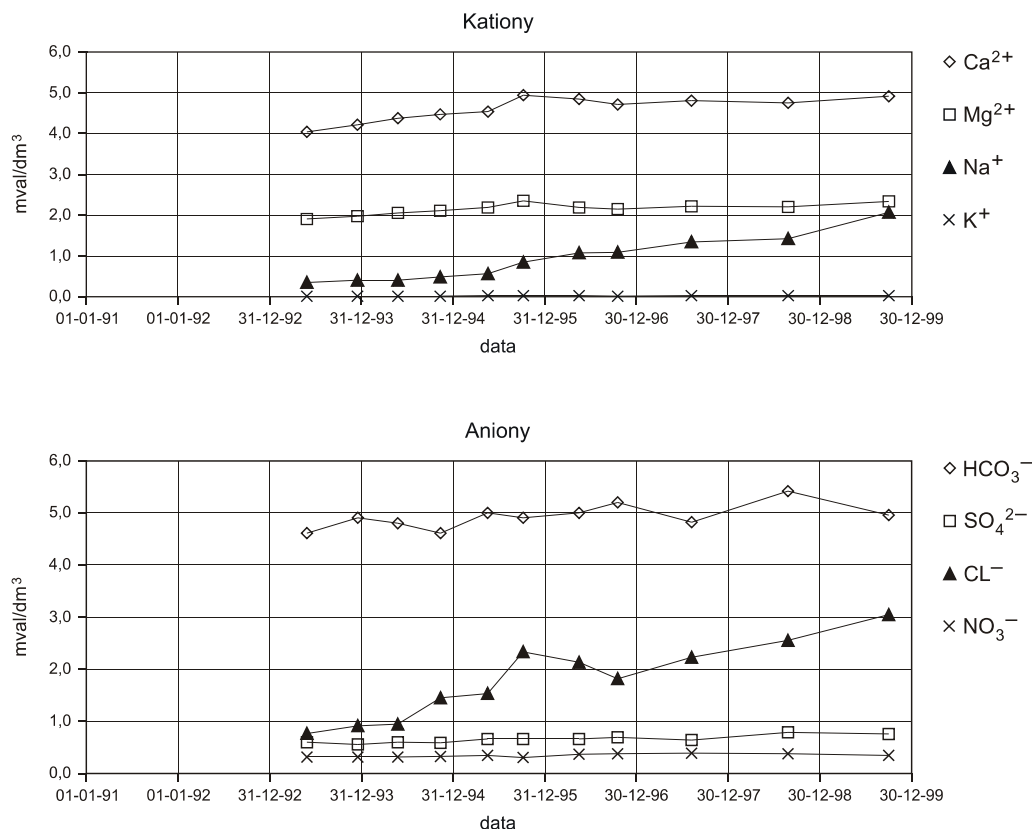 Kationy
6,0
5,0
4,0
3,0
2,0
1,0
0,0
mval/dm³
01-01-91 01-01-92 31-12-92 31-12-93 31-12-94 31-12-95 30-12-96 30-12-97 30-12-98 30-12-99
data
Ca²⁺
Mg²⁺
Na⁺
K⁺
Aniony
6,0
5,0
4,0
3,0
2,0
1,0
0,0
mval/dm³
01-01-91 01-01-92 31-12-92 31-12-93 31-12-94 31-12-95 30-12-96 30-12-97 30-12-98 30-12-99
data
HCO₃⁻
SO₄²⁻
CL⁻
NO₃⁻